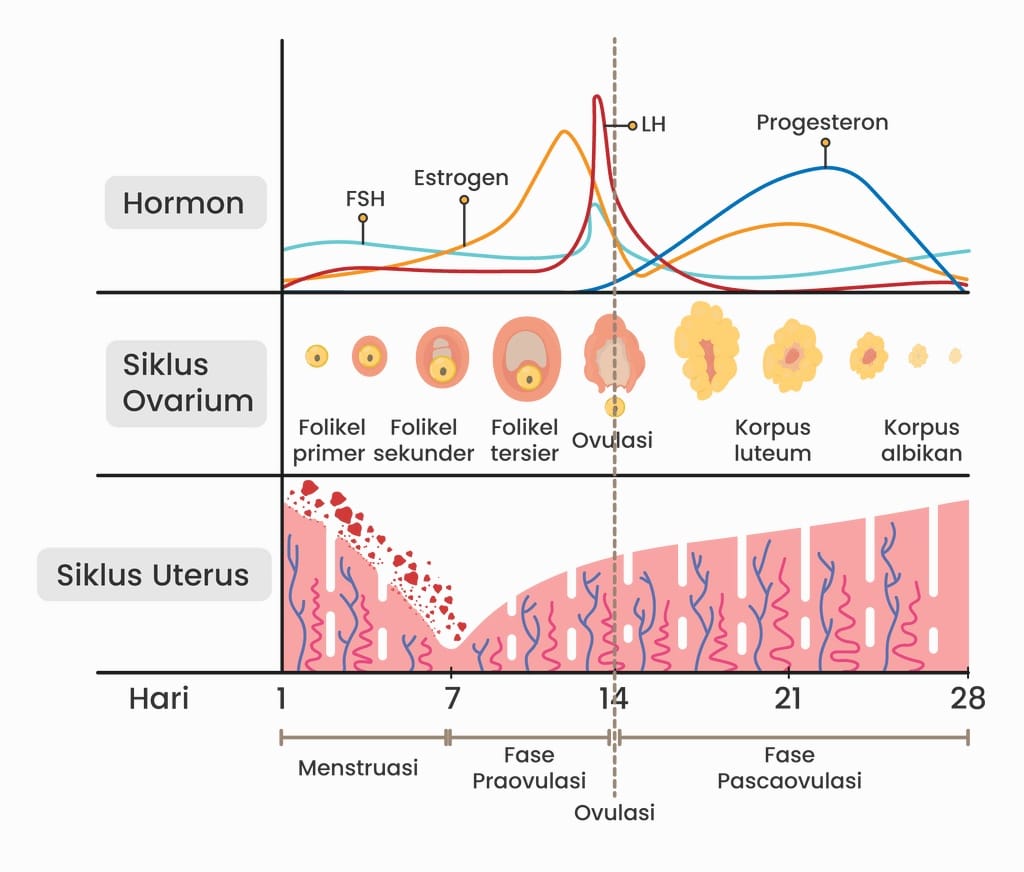 LH
Progesteron
Estrogen
FSH
Hormon
Siklus
Ovarium
Folikel
primer
Folikel
sekunder
Folikel
tersier
Ovulasi
Korpus
luteum
Korpus
albikan
Siklus Uterus
Hari
1
7
14
21
28
Menstruasi
Fase
Praovulasi
Fase
Pascaovulasi
Ovulasi